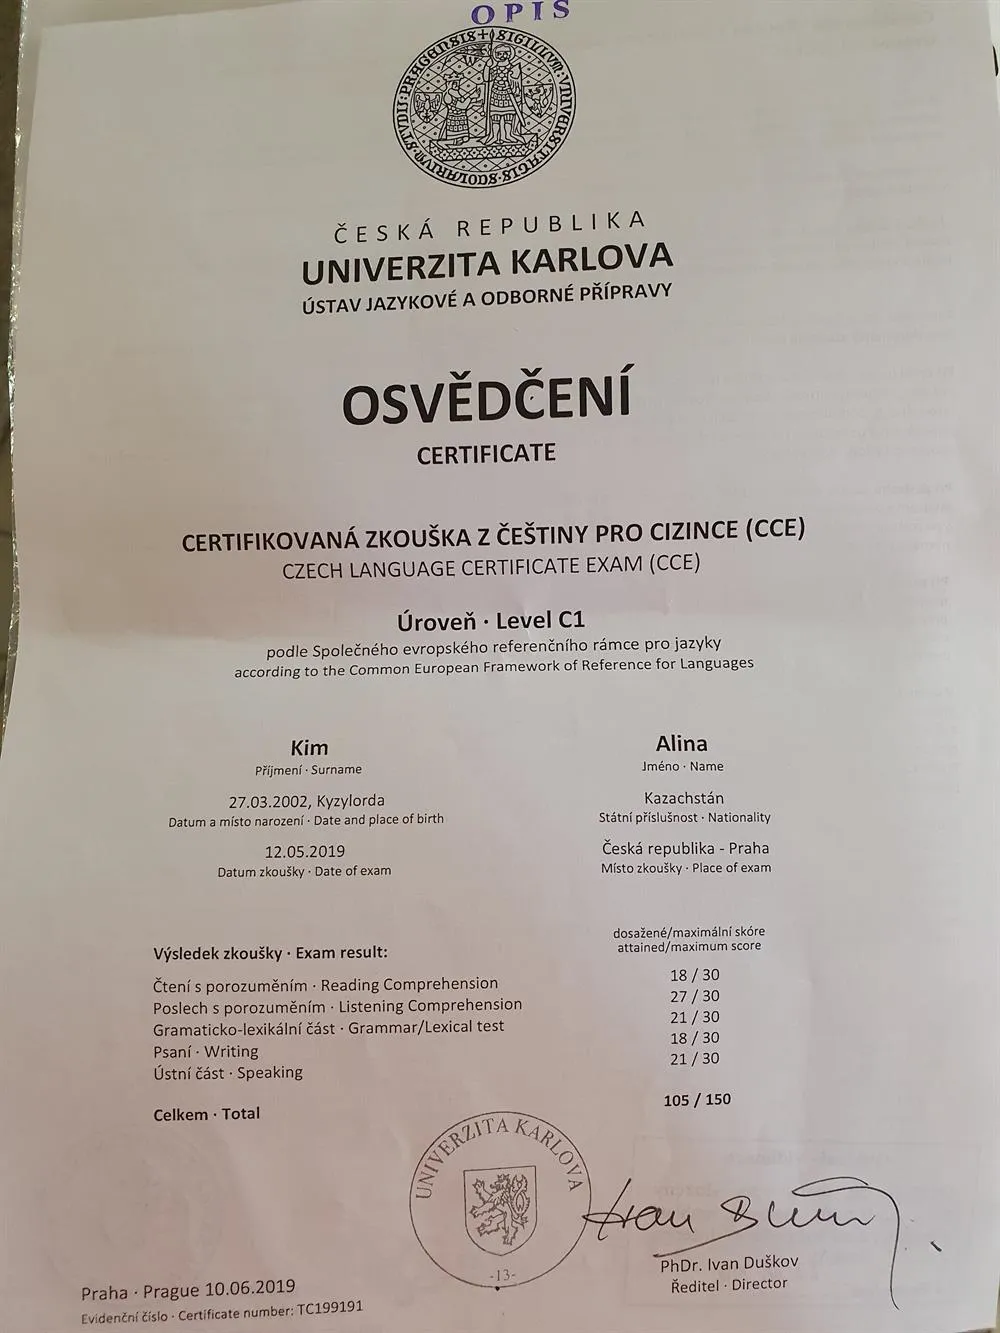 OPIS
SIGILLVM·VNIVERSITATIS·SCOLARIVM·STVDII·PRAGENSIS
ČESKÁ REPUBLIKA
UNIVERZITA KARLOVA
ÚSTAV JAZYKOVÉ A ODBORNÉ PŘÍPRAVY
OSVĚDČENÍ
CERTIFICATE
CERTIFIKOVANÁ ZKOUŠKA Z ČEŠTINY PRO CIZINCE (CCE)
CZECH LANGUAGE CERTIFICATE EXAM (CCE)
Úroveň · Level C1
podle Společného evropského referenčního rámce pro jazyky
according to the Common European Framework of Reference for Languages
Kim Alina
Příjmení · Surname Jméno · Name
27.03.2002, Kyzylorda Kazachstán
Datum a místo narození · Date and place of birth Státní příslušnost · Nationality
12.05.2019 Česká republika - Praha
Datum zkoušky · Date of exam Místo zkoušky · Place of exam
dosažené/maximální skóre
Výsledek zkoušky · Exam result: attained/maximum score
Čtení s porozuměním · Reading Comprehension 18 / 30
Poslech s porozuměním · Listening Comprehension 27 / 30
Gramaticko-lexikální část · Grammar/Lexical test 21 / 30
Psaní · Writing 18 / 30
Ústní část · Speaking 21 / 30
Celkem · Total 105 / 150
UNIVERZITA KARLOVA
-13-
PhDr. Ivan Duškov
Ředitel · Director
Praha · Prague 10.06.2019
Evidenční číslo · Certificate number: TC199191